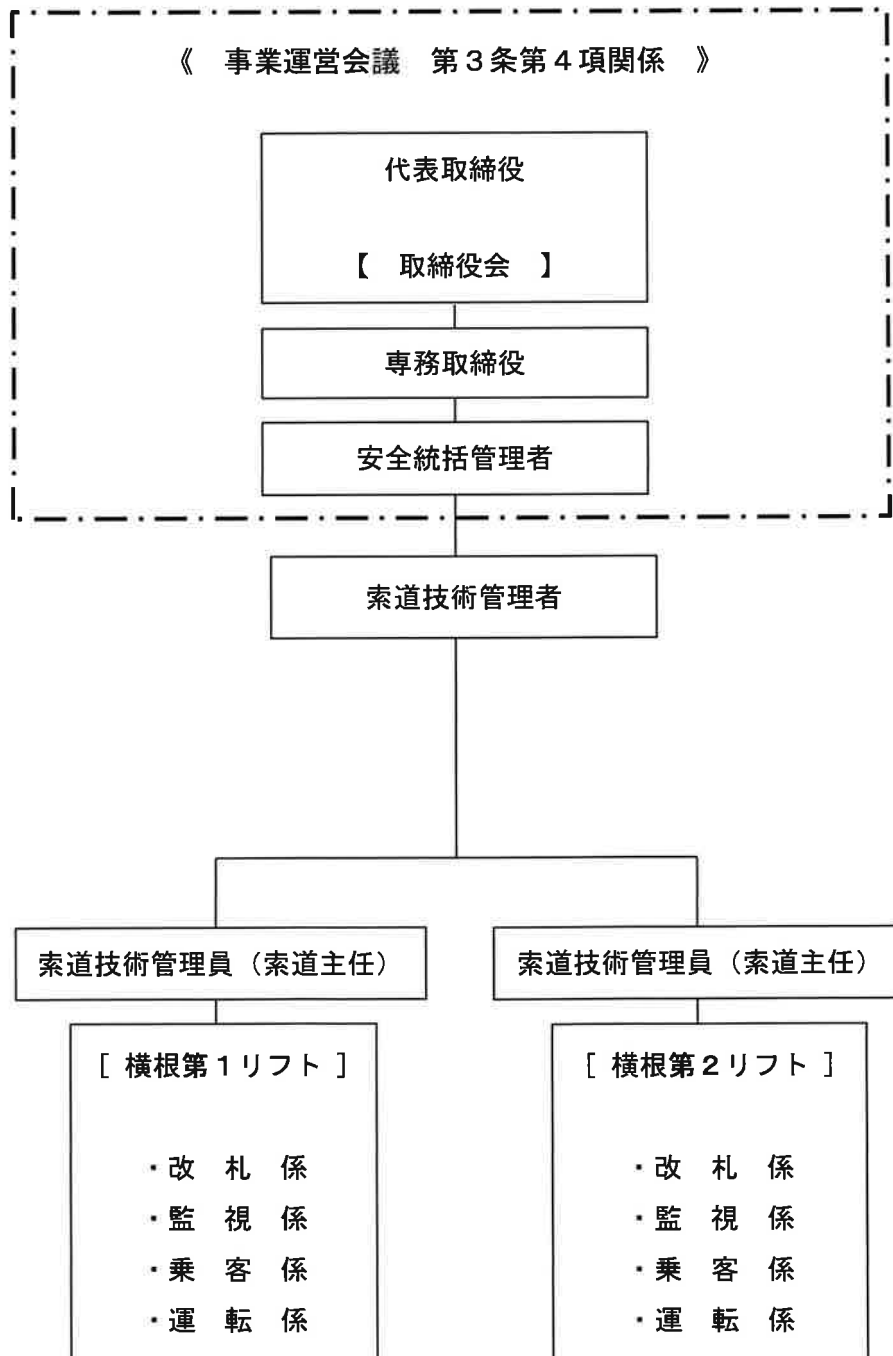 《　事業運営会議　第３条第４項関係　》
代表取締役
【　取締役会　】
専務取締役
安全統括管理者
索道技術管理者
索道技術管理員（索道主任）
索道技術管理員（索道主任）
［ 横根第１リフト ］
・改　札　係
・監　視　係
・乗　客　係
・運　転　係
［ 横根第２リフト ］
・改　札　係
・監　視　係
・乗　客　係
・運　転　係